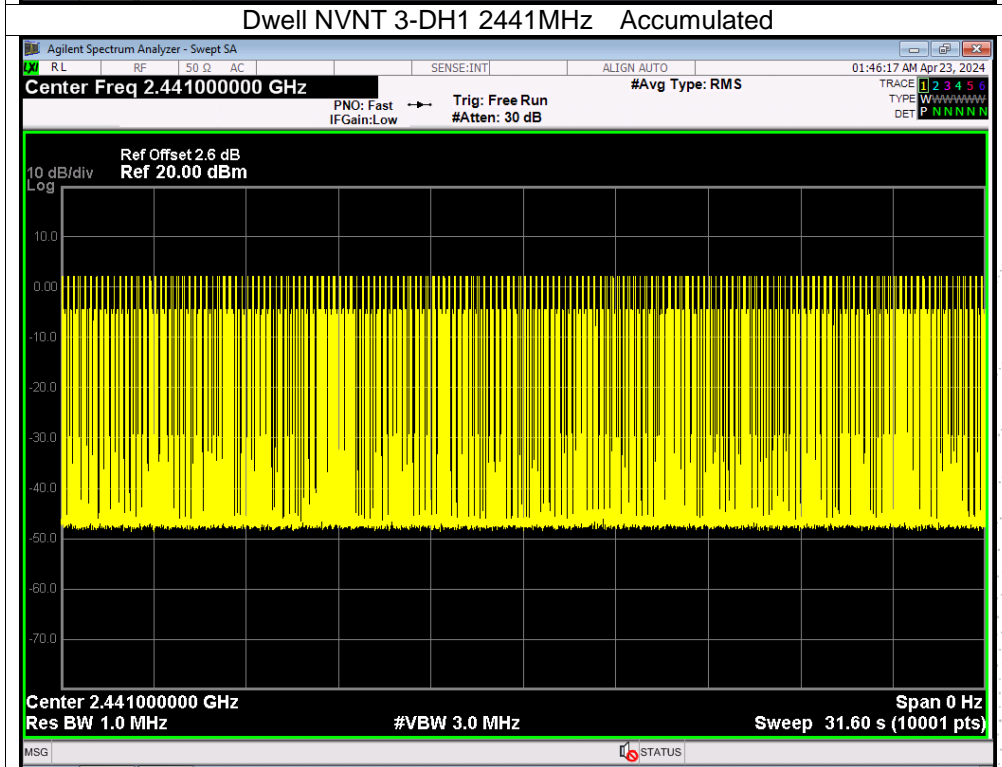 Dwell NVNT 3-DH1 2441MHz Accumulated
Agilent Spectrum Analyzer - Swept SA
LXI RL RF 50 Ω AC SENSE:INT ALIGN AUTO 01:46:17 AM Apr 23, 2024
Center Freq 2.441000000 GHz #Avg Type: RMS TRACE 1 2 3 4 5 6
PNO: Fast Trig: Free Run TYPE WWWWWW
IFGain:Low #Atten: 30 dB DET P N N N N N
Ref Offset 2.6 dB
10 dB/div Ref 20.00 dBm
Log
10.0
0.00
-10.0
-20.0
-30.0
-40.0
-50.0
-60.0
-70.0
Center 2.441000000 GHz Span 0 Hz
Res BW 1.0 MHz #VBW 3.0 MHz Sweep 31.60 s (10001 pts)
MSG STATUS